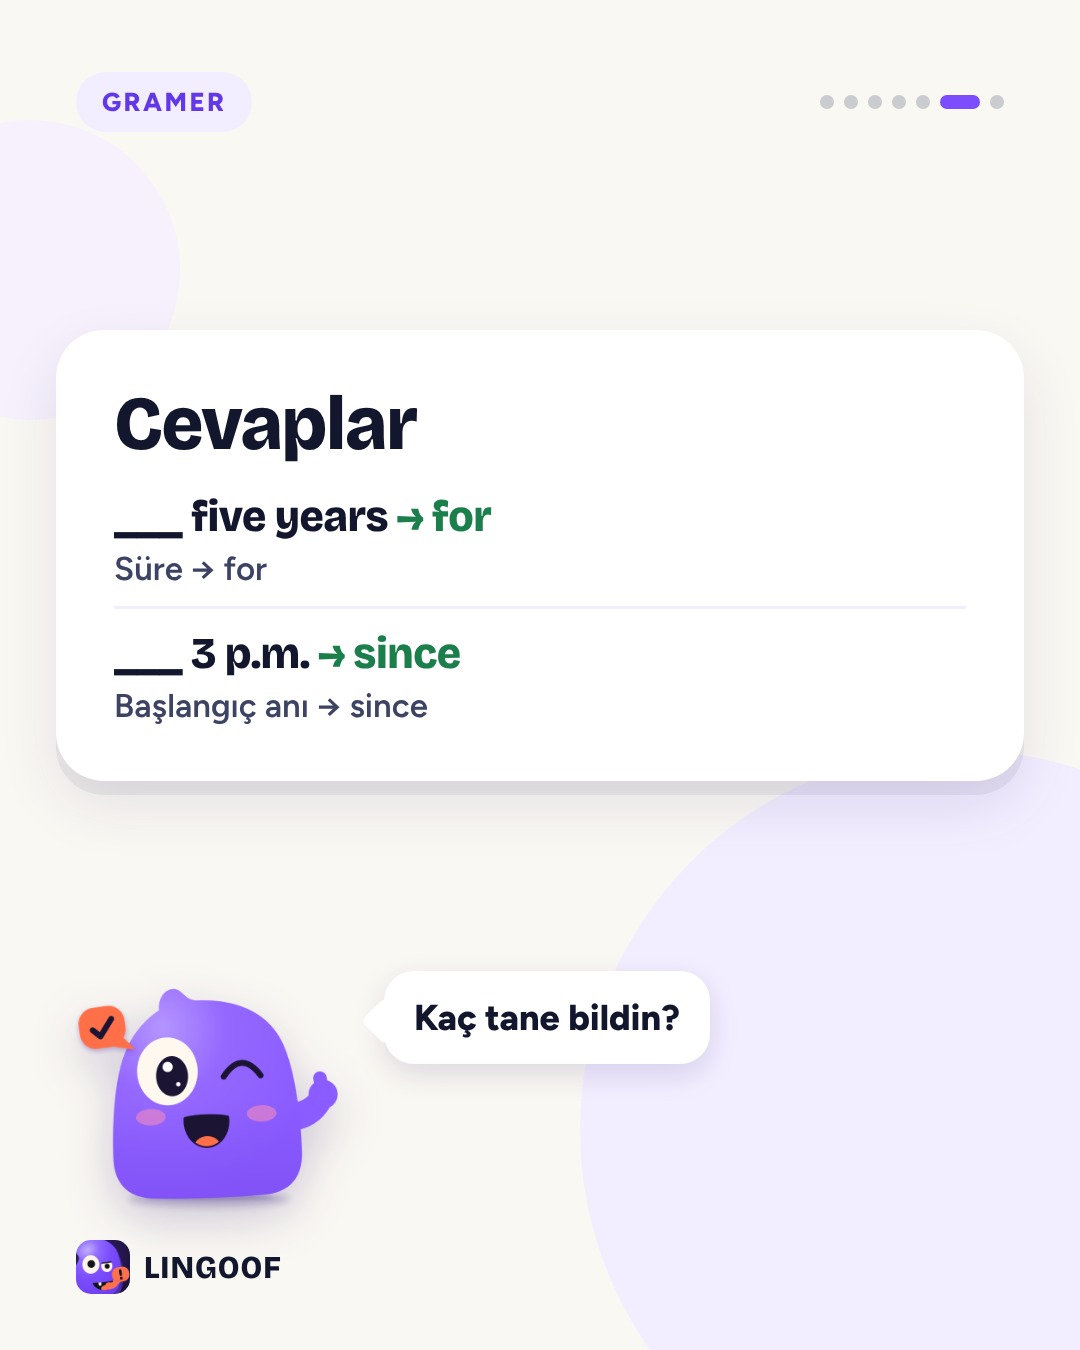 GRAMER
Cevaplar
___ five years → for
Süre → for
___ 3 p.m. → since
Başlangıç anı → since
Kaç tane bildin?
LINGOOF